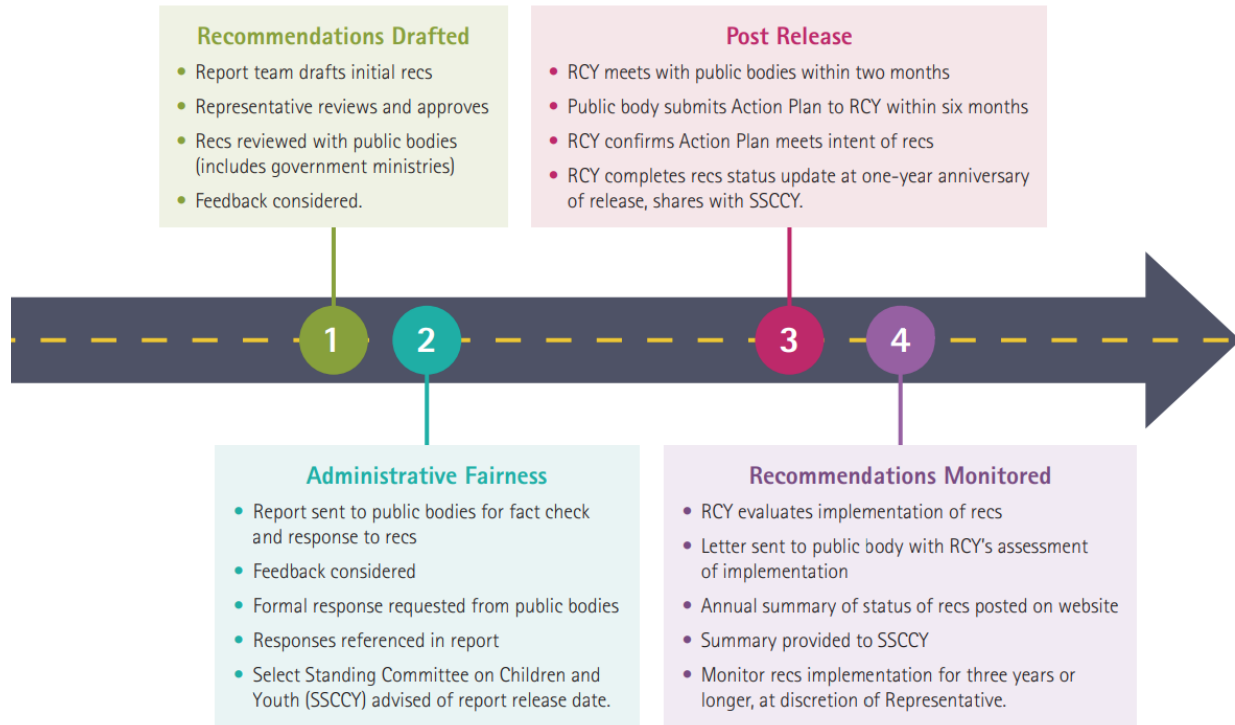 Recommendations Drafted
• Report team drafts initial recs
• Representative reviews and approves
• Recs reviewed with public bodies
(includes government ministries)
• Feedback considered.
Post Release
• RCY meets with public bodies within two months
• Public body submits Action Plan to RCY within six months
• RCY confirms Action Plan meets intent of recs
• RCY completes recs status update at one-year anniversary
of release, shares with SSCCY.
1
2
3
4
Administrative Fairness
• Report sent to public bodies for fact check
and response to recs
• Feedback considered
• Formal response requested from public bodies
• Responses referenced in report
• Select Standing Committee on Children and
Youth (SSCCY) advised of report release date.
Recommendations Monitored
• RCY evaluates implementation of recs
• Letter sent to public body with RCY's assessment
of implementation
• Annual summary of status of recs posted on website
• Summary provided to SSCCY
• Monitor recs implementation for three years or
longer, at discretion of Representative.